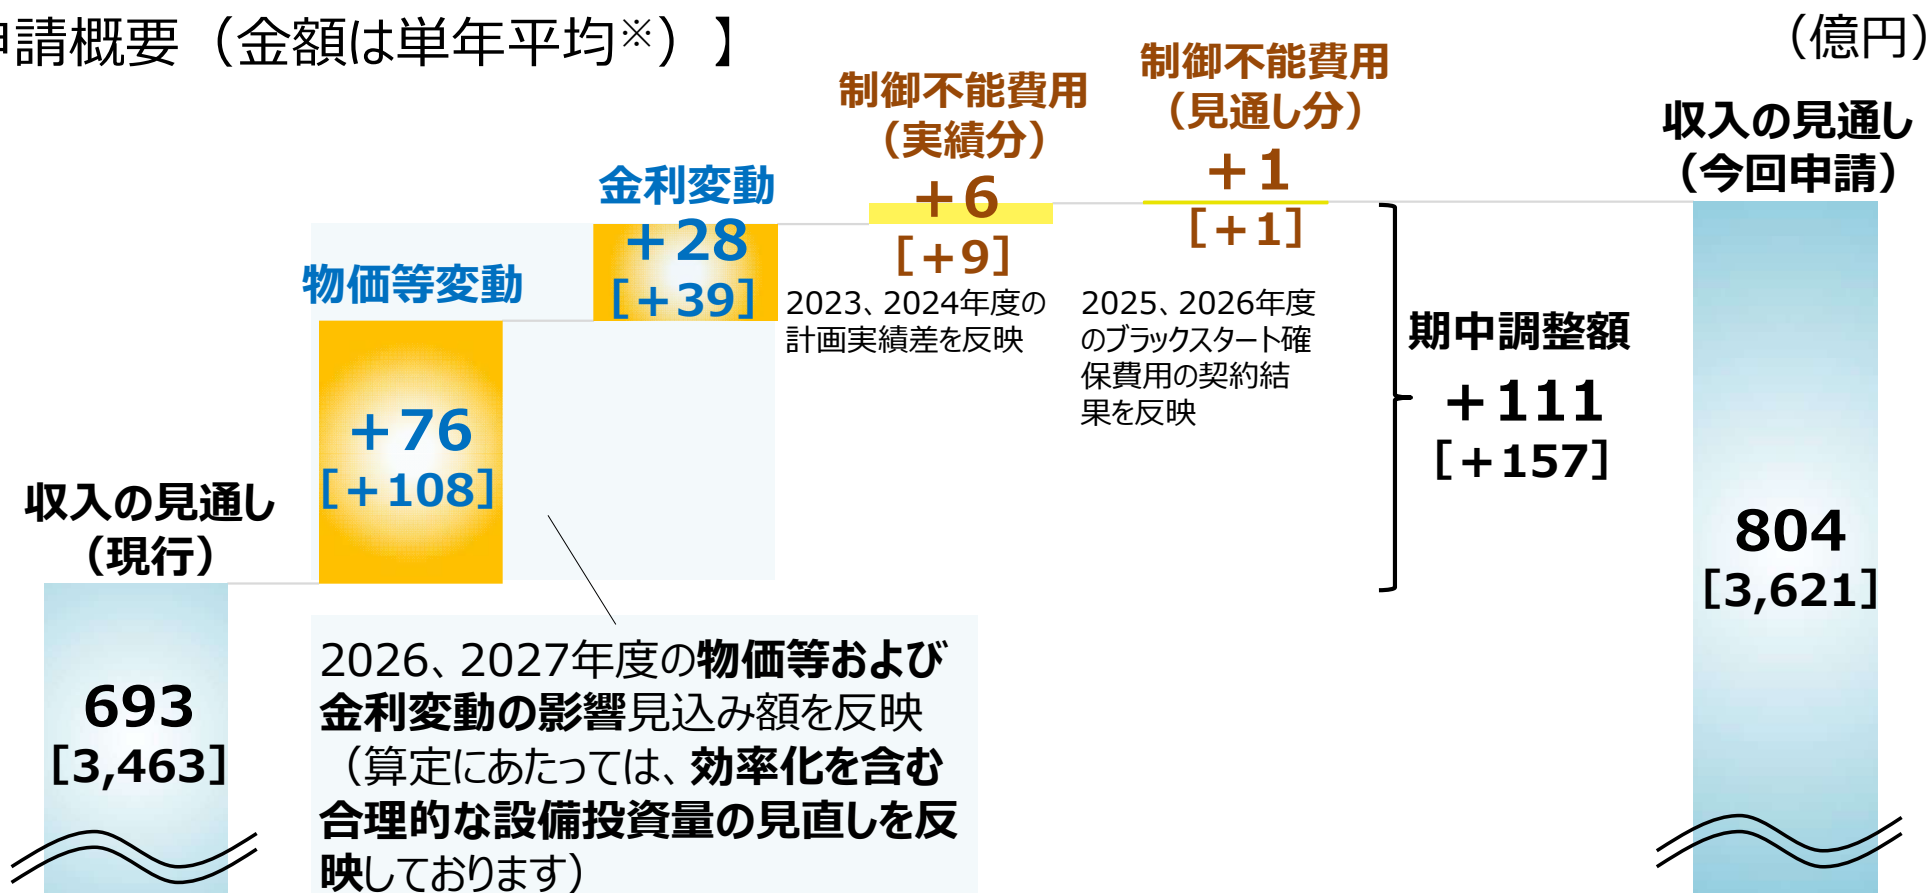 請概要（金額は単年平均※）】
（億円）
収入の見通し
（現行）
693
[3,463]
物価等変動
+76
[+108]
金利変動
+28
[+39]
制御不能費用
（実績分）
+6
[+9]
2023、2024年度の
計画実績差を反映
制御不能費用
（見通し分）
+1
[+1]
2025、2026年度
のブラックスタート確
保費用の契約結
果を反映
期中調整額
+111
[+157]
収入の見通し
（今回申請）
804
[3,621]
2026、2027年度の物価等および
金利変動の影響見込み額を反映
（算定にあたっては、効率化を含む
合理的な設備投資量の見直しを反
映しております）